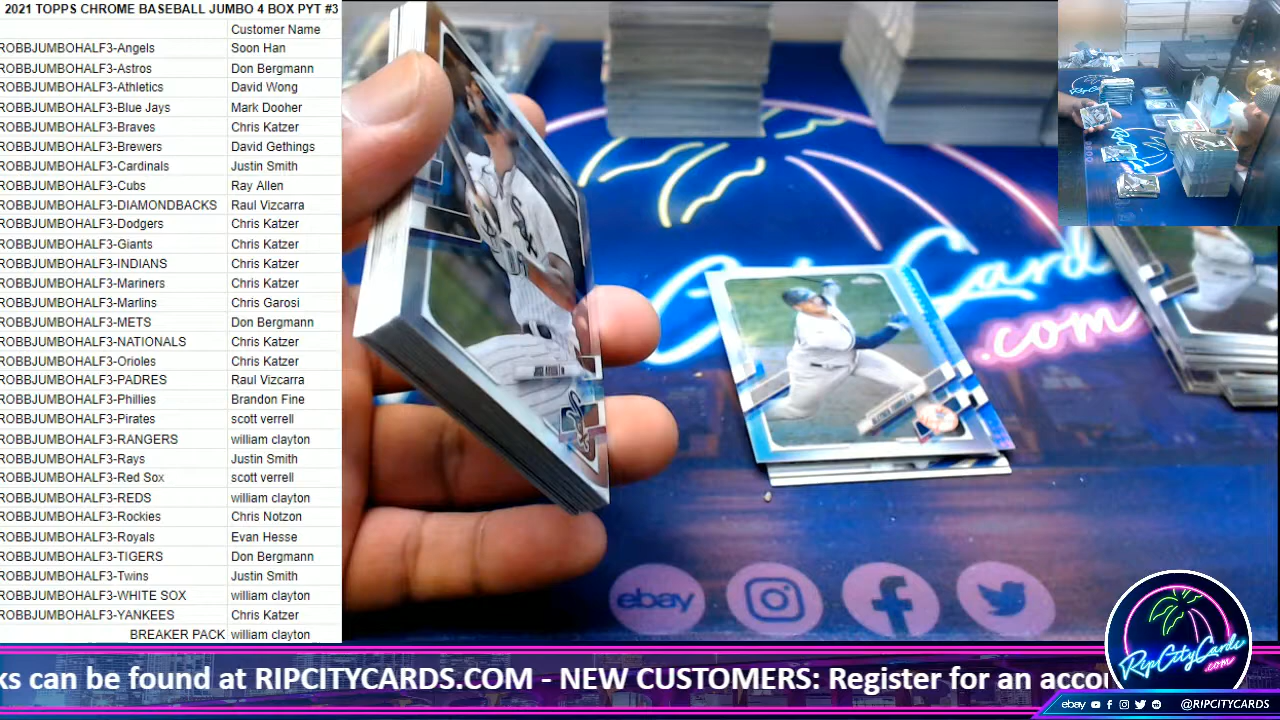 2021 TOPPS CHROME BASEBALL JUMBO 4 BOX PYT #3
Customer Name
ROBBJUMBOHALF3-Angels Soon Han
ROBBJUMBOHALF3-Astros Don Bergmann
ROBBJUMBOHALF3-Athletics David Wong
ROBBJUMBOHALF3-Blue Jays Mark Dooher
ROBBJUMBOHALF3-Braves Chris Katzer
ROBBJUMBOHALF3-Brewers David Gethings
ROBBJUMBOHALF3-Cardinals Justin Smith
ROBBJUMBOHALF3-Cubs Ray Allen
ROBBJUMBOHALF3-DIAMONDBACKS Raul Vizcarra
ROBBJUMBOHALF3-Dodgers Chris Katzer
ROBBJUMBOHALF3-Giants Chris Katzer
ROBBJUMBOHALF3-INDIANS Chris Katzer
ROBBJUMBOHALF3-Mariners Chris Katzer
ROBBJUMBOHALF3-Marlins Chris Garosi
ROBBJUMBOHALF3-METS Don Bergmann
ROBBJUMBOHALF3-NATIONALS Chris Katzer
ROBBJUMBOHALF3-Orioles Chris Katzer
ROBBJUMBOHALF3-PADRES Raul Vizcarra
ROBBJUMBOHALF3-Phillies Brandon Fine
ROBBJUMBOHALF3-Pirates scott verrell
ROBBJUMBOHALF3-RANGERS william clayton
ROBBJUMBOHALF3-Rays Justin Smith
ROBBJUMBOHALF3-Red Sox scott verrell
ROBBJUMBOHALF3-REDS william clayton
ROBBJUMBOHALF3-Rockies Chris Notzon
ROBBJUMBOHALF3-Royals Evan Hesse
ROBBJUMBOHALF3-TIGERS Don Bergmann
ROBBJUMBOHALF3-Twins Justin Smith
ROBBJUMBOHALF3-WHITE SOX william clayton
ROBBJUMBOHALF3-YANKEES Chris Katzer
BREAKER PACK william clayton
Card
.com
ebay
RipCityCards
.com
ks can be found at RIPCITYCARDS.COM - NEW CUSTOMERS: Register for an accou
ebay @RIPCITYCARDS